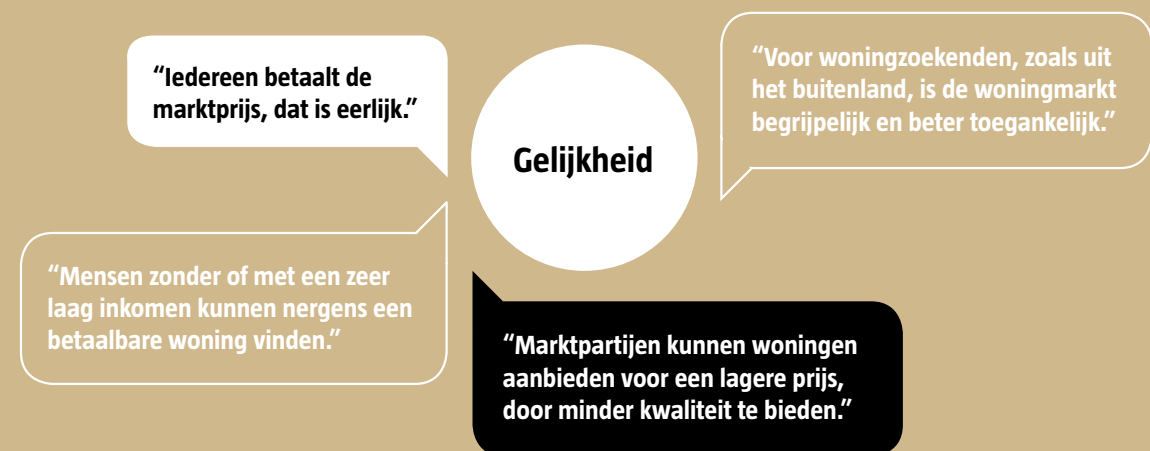 “Iedereen betaalt de
marktprijs, dat is eerlijk.”
Gelijkheid
“Voor woningzoekenden, zoals uit
het buitenland, is de woningmarkt
begrijpelijk en beter toegankelijk.”
“Mensen zonder of met een zeer
laag inkomen kunnen nergens een
betaalbare woning vinden.”
“Marktpartijen kunnen woningen
aanbieden voor een lagere prijs,
door minder kwaliteit te bieden.”